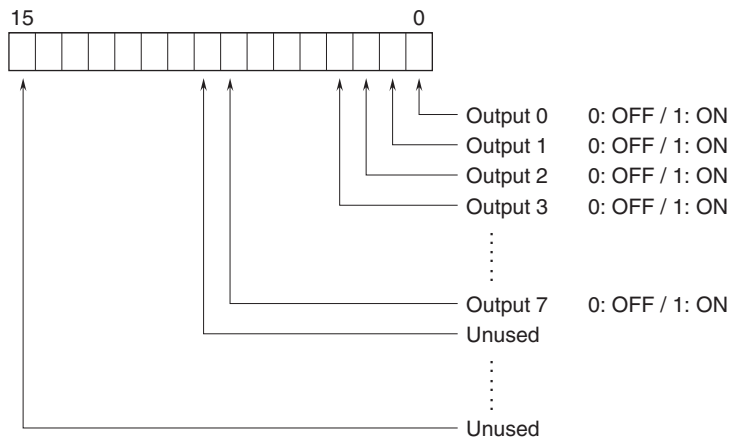 15 0
Output 0 0: OFF / 1: ON
Output 1 0: OFF / 1: ON
Output 2 0: OFF / 1: ON
Output 3 0: OFF / 1: ON
Output 7 0: OFF / 1: ON
Unused
Unused